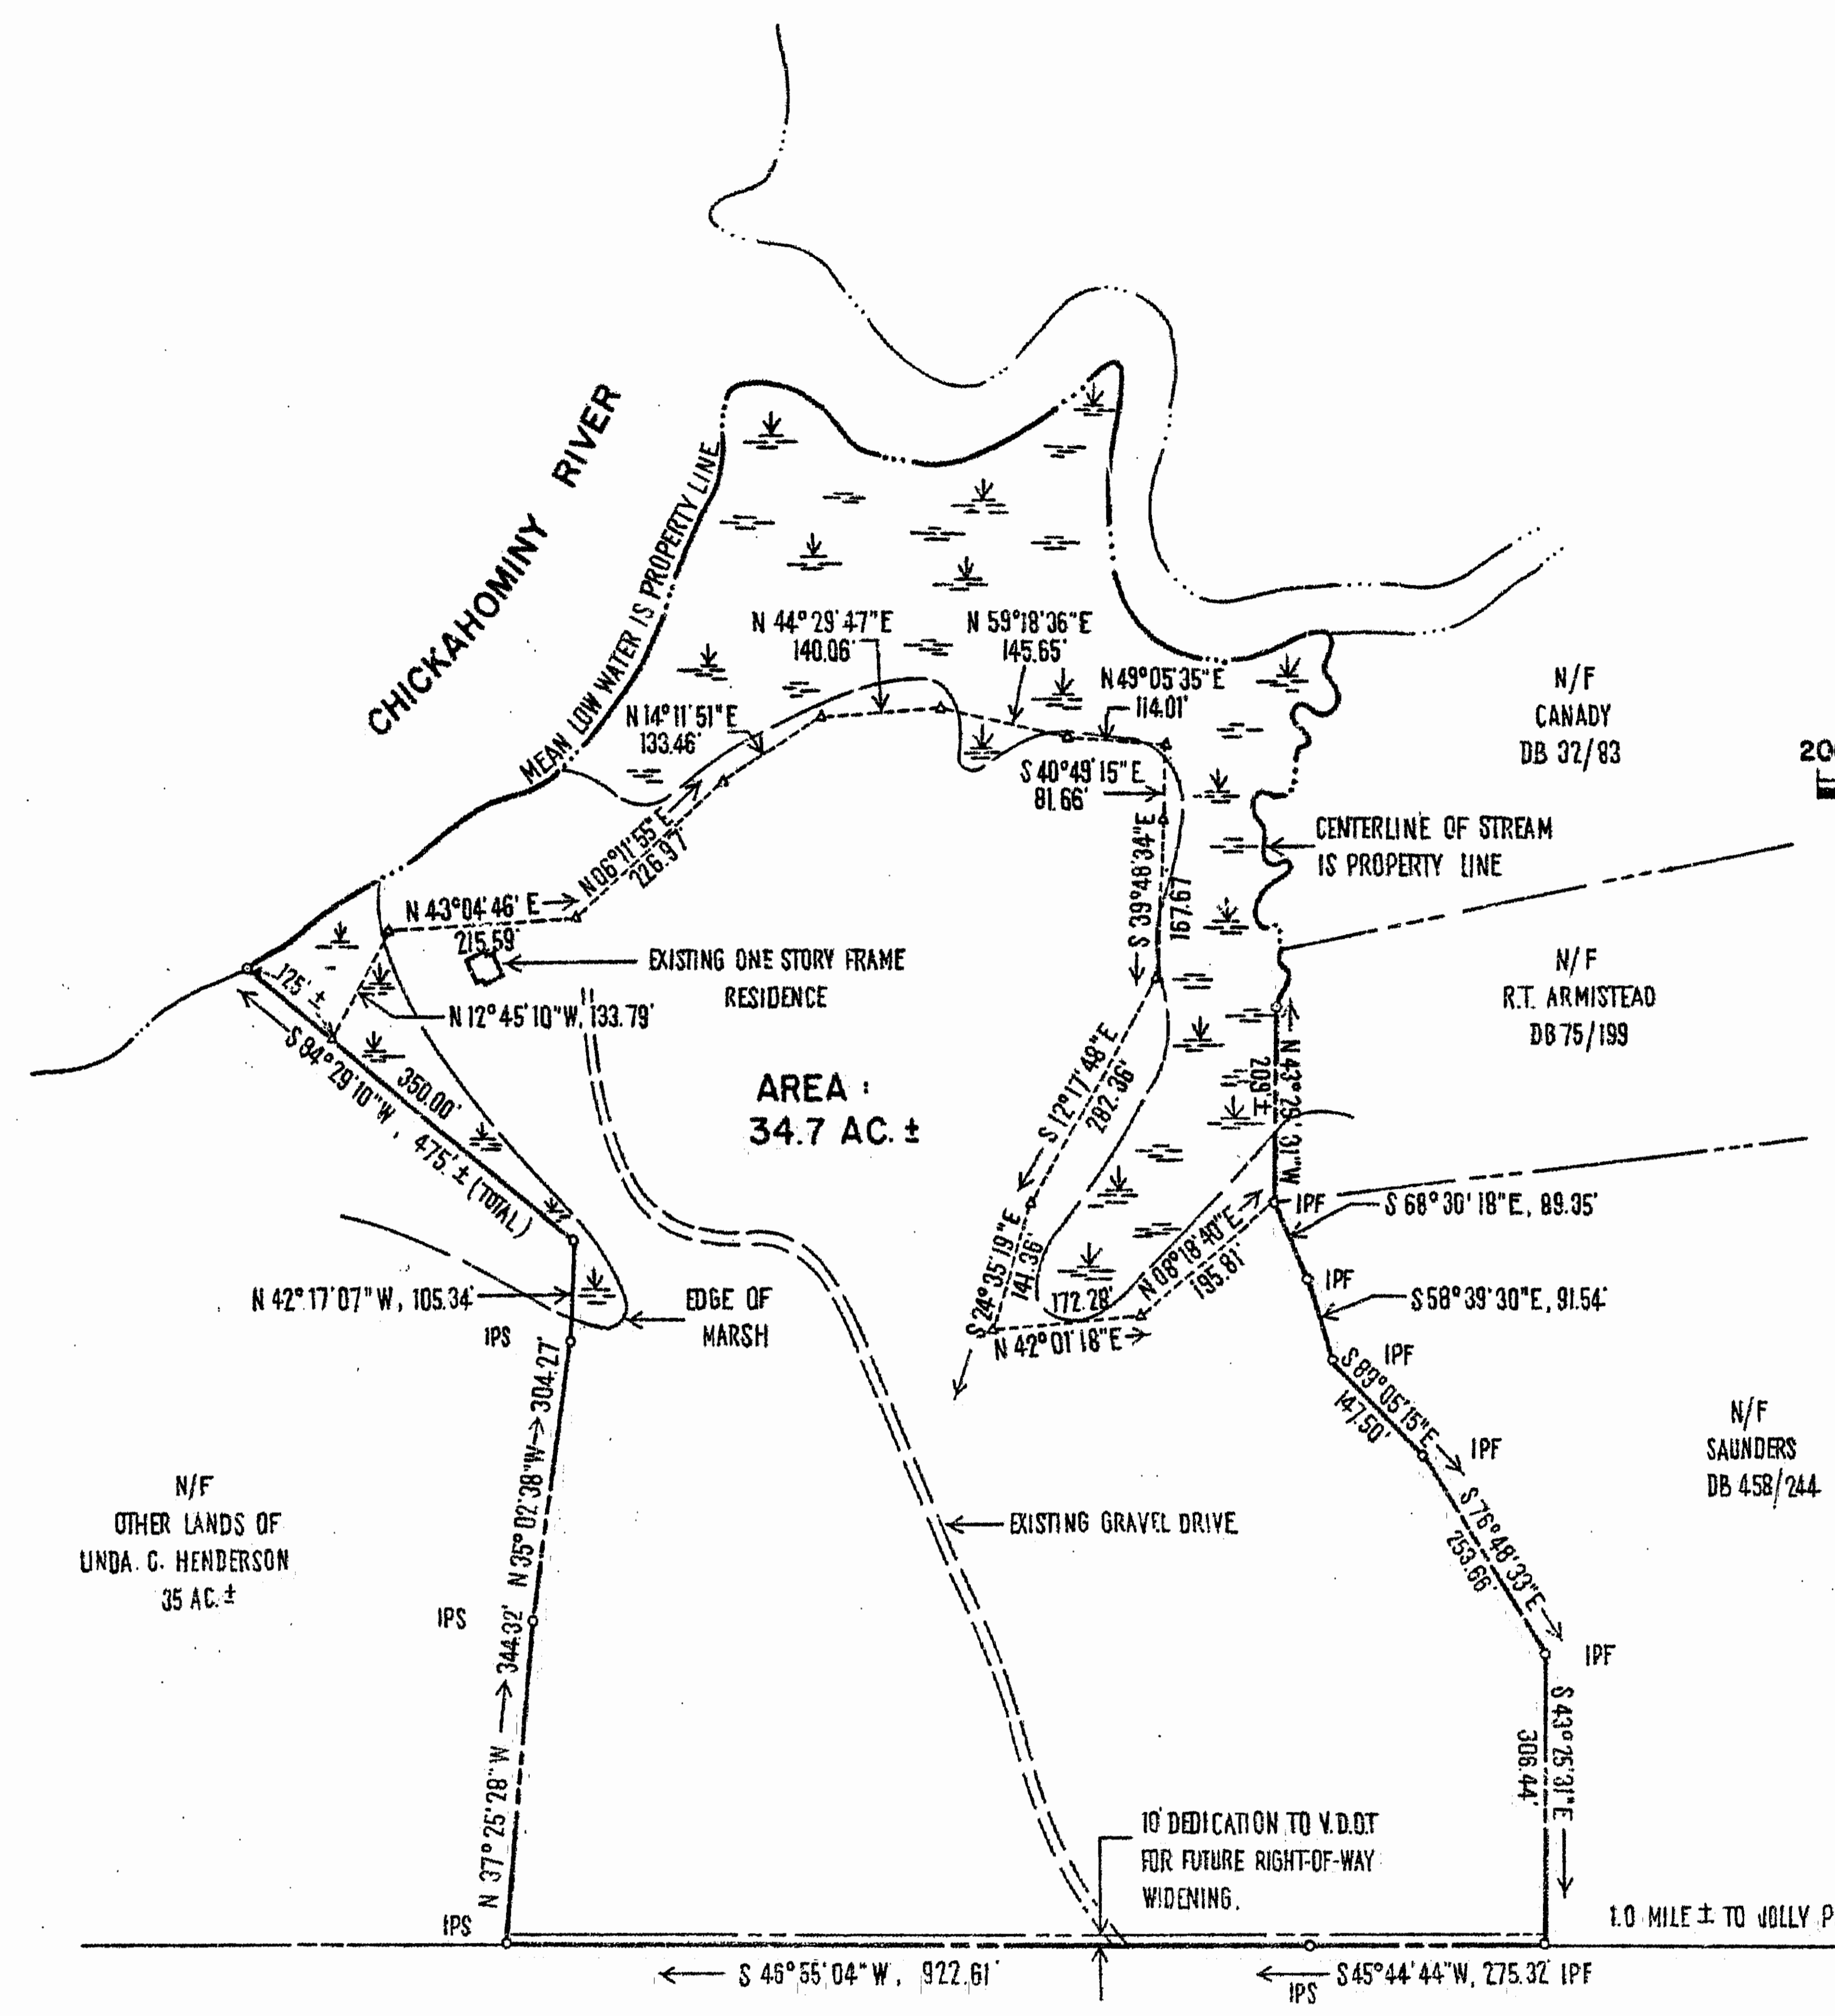 CHICKAHOMINY RIVER
MEAN LOW WATER IS PROPERTY LINE
N 44°29'47"E
140.06'
N 59°18'36"E
145.65'
N 49°05'35"E
114.01'
N 14°11'51"E
133.46'
S 40°49'15"E
81.66'
N 06°11'55"E
226.97'
N 43°04'46' E
215.59'
S 39°48'34"E
167.67
N/F
CANADY
DB 32/83
CENTERLINE OF STREAM
IS PROPERTY LINE
EXISTING ONE STORY FRAME
RESIDENCE
125' ±
N 12°45'10"W, 133.79'
S 84°29'10"W, 475.'± (TOTAL)
350.00'
N/F
R.T. ARMISTEAD
DB 75/199
AREA :
34.7 AC. ±
S 12°17'48"E
282.36'
N 43°25'31"W
209'±
S 24°35'19"E
141.36'
172.28'
N 42°01'18"E
N 08°18'40"E
195.81'
IPF
S 68°30'18"E, 89.35'
IPF
S 58°39'30"E, 91.54'
IPF
S 89°05'15"E
147.50'
IPF
S 76°48'33"E
253.66'
IPF
S 43°25'31"E
306.44'
N 42°17'07"W, 105.34'
IPS
EDGE OF
MARSH
N 35°02'38"W 304.27'
IPS
N 37°25'28"W 344.32'
IPS
N/F
OTHER LANDS OF
LINDA. C. HENDERSON
35 AC.±
N/F
SAUNDERS
DB 458/244
EXISTING GRAVEL DRIVE
10' DEDICATION TO V.D.O.T
FOR FUTURE RIGHT-OF-WAY
WIDENING.
1.0 MILE ± TO JOLLY P
S 46°55'04"W, 922.61'
S45°44'44"W, 275.32' IPF
IPS